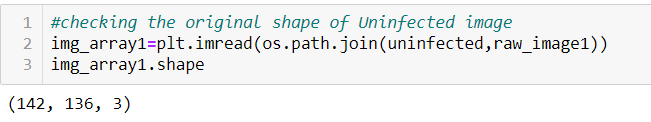 1 #checking the original shape of Uninfected image
2 img_array1=plt.imread(os.path.join(uninfected,raw_image1))
3 img_array1.shape
(142, 136, 3)